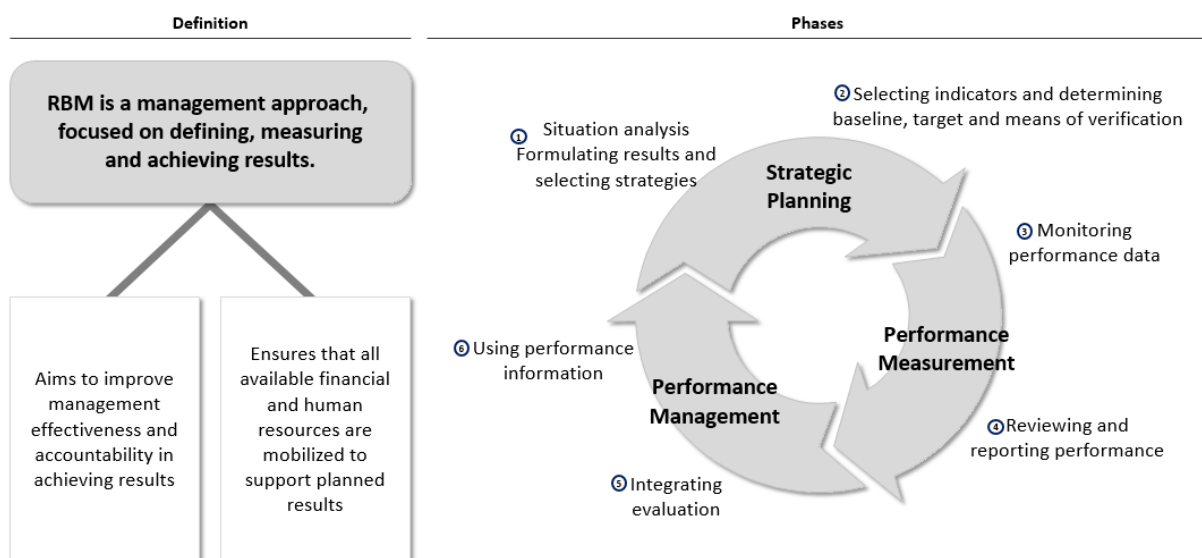 Definition
Phases
RBM is a management approach,
focused on defining, measuring
and achieving results.
Aims to improve
management
effectiveness and
accountability in
achieving results
Ensures that all
available financial
and human
resources are
mobilized to
support planned
results
1 Situation analysis
Formulating results and
selecting strategies
2 Selecting indicators and determining
baseline, target and means of verification
Strategic
Planning
3 Monitoring
performance data
Performance
Measurement
4 Reviewing and
reporting performance
5 Integrating
evaluation
Performance
Management
6 Using performance
information